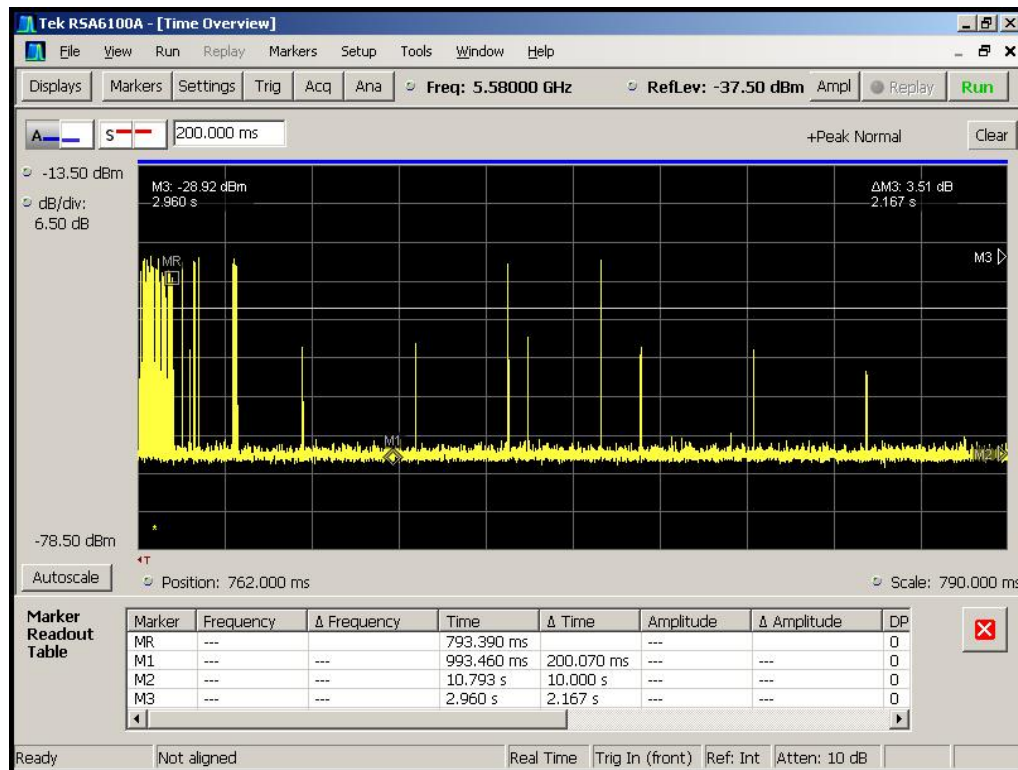 Tek RSA6100A - [Time Overview]
File View Run Replay Markers Setup Tools Window Help
Displays Markers Settings Trig Acq Ana Freq: 5.58000 GHz RefLev: -37.50 dBm Ampl Replay Run
A S 200.000 ms +Peak Normal Clear
-13.50 dBm
dB/div:
6.50 dB
M3: -28.92 dBm
2.960 s
ΔM3: 3.51 dB
2.167 s
MR
M3
M1
M2
-78.50 dBm
T
Autoscale Position: 762.000 ms Scale: 790.000 ms
Marker
Readout
Table
Marker Frequency Δ Frequency Time Δ Time Amplitude Δ Amplitude DP
MR --- 793.390 ms --- 0
M1 --- --- 993.460 ms 200.070 ms --- --- 0
M2 --- --- 10.793 s 10.000 s --- --- 0
M3 --- --- 2.960 s 2.167 s --- --- 0
Ready Not aligned Real Time Trig In (front) Ref: Int Atten: 10 dB